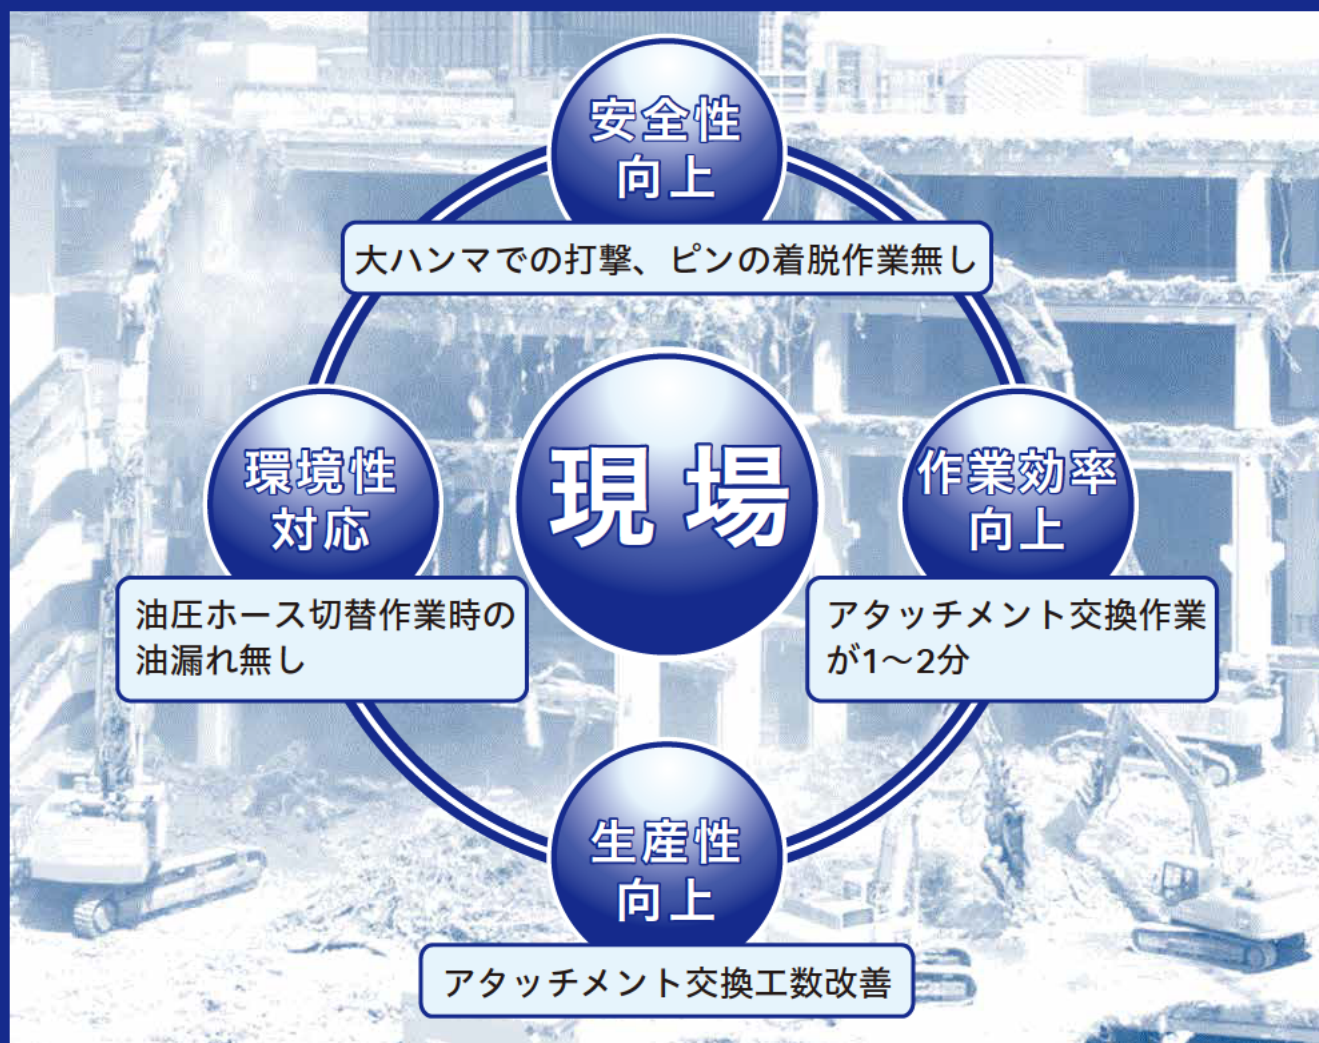 安全性
向上
大ハンマでの打撃、ピンの着脱作業無し
環境性
対応
油圧ホース切替作業時の
油漏れ無し
現場
作業効率
向上
アタッチメント交換作業
が1〜2分
生産性
向上
アタッチメント交換工数改善